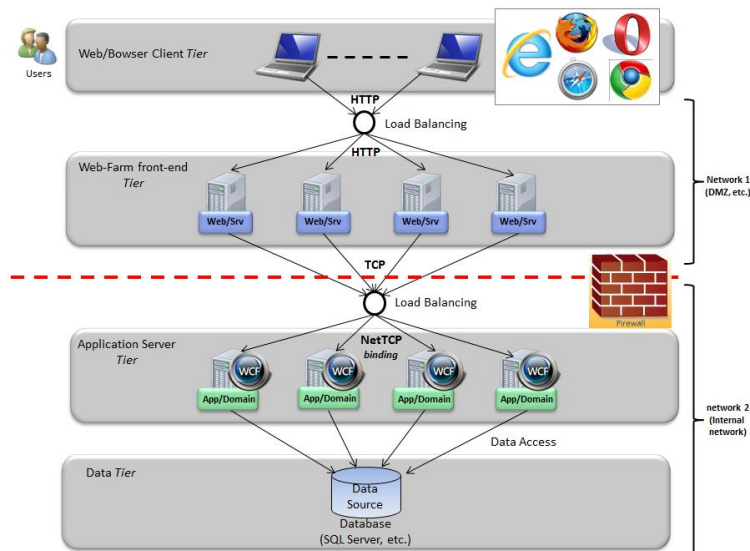 Web/Bowser Client Tier
Users
HTTP
Load Balancing
HTTP
Web-Farm front-end
Tier
Web/Srv
Web/Srv
Web/Srv
Web/Srv
Network 1
(DMZ, etc.)
TCP
Load Balancing
Firewall
Application Server
Tier
NetTCP
binding
WCF
WCF
WCF
WCF
App/Domain
App/Domain
App/Domain
App/Domain
network 2
(Internal
network)
Data Access
Data Tier
Data
Source
Database
(SQL Server, etc.)